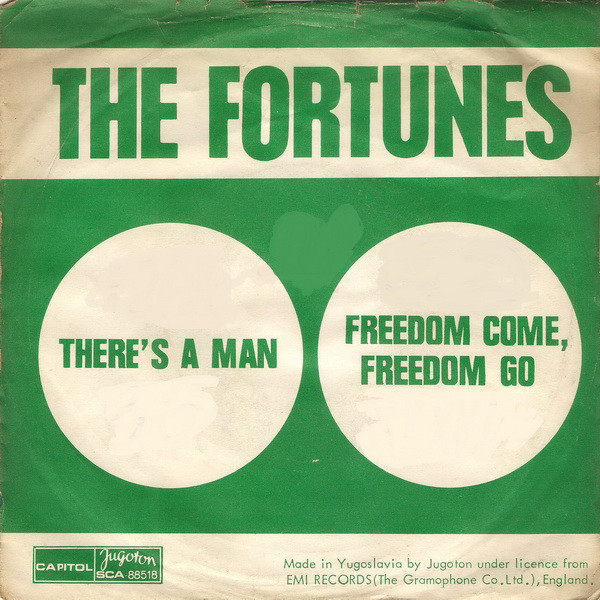 THE FORTUNES
THERE'S A MAN
FREEDOM COME,
FREEDOM GO
CAPITOL
Jugoton
SCA-88518
Made in Yugoslavia by Jugoton under licence from
EMI RECORDS(The Gramophone Co.Ltd.),England.